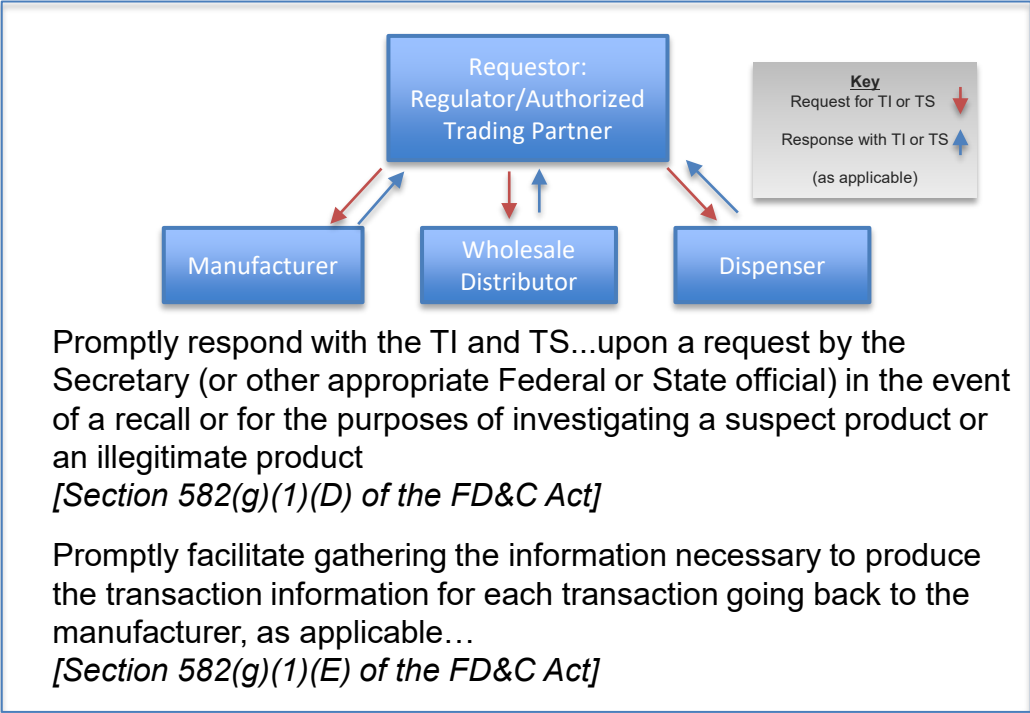 Requestor:
Regulator/Authorized
Trading Partner
Key
Request for TI or TS
Response with TI or TS
(as applicable)
Manufacturer
Wholesale
Distributor
Dispenser
Promptly respond with the TI and TS...upon a request by the
Secretary (or other appropriate Federal or State official) in the event
of a recall or for the purposes of investigating a suspect product or
an illegitimate product
[Section 582(g)(1)(D) of the FD&C Act]
Promptly facilitate gathering the information necessary to produce
the transaction information for each transaction going back to the
manufacturer, as applicable…
[Section 582(g)(1)(E) of the FD&C Act]